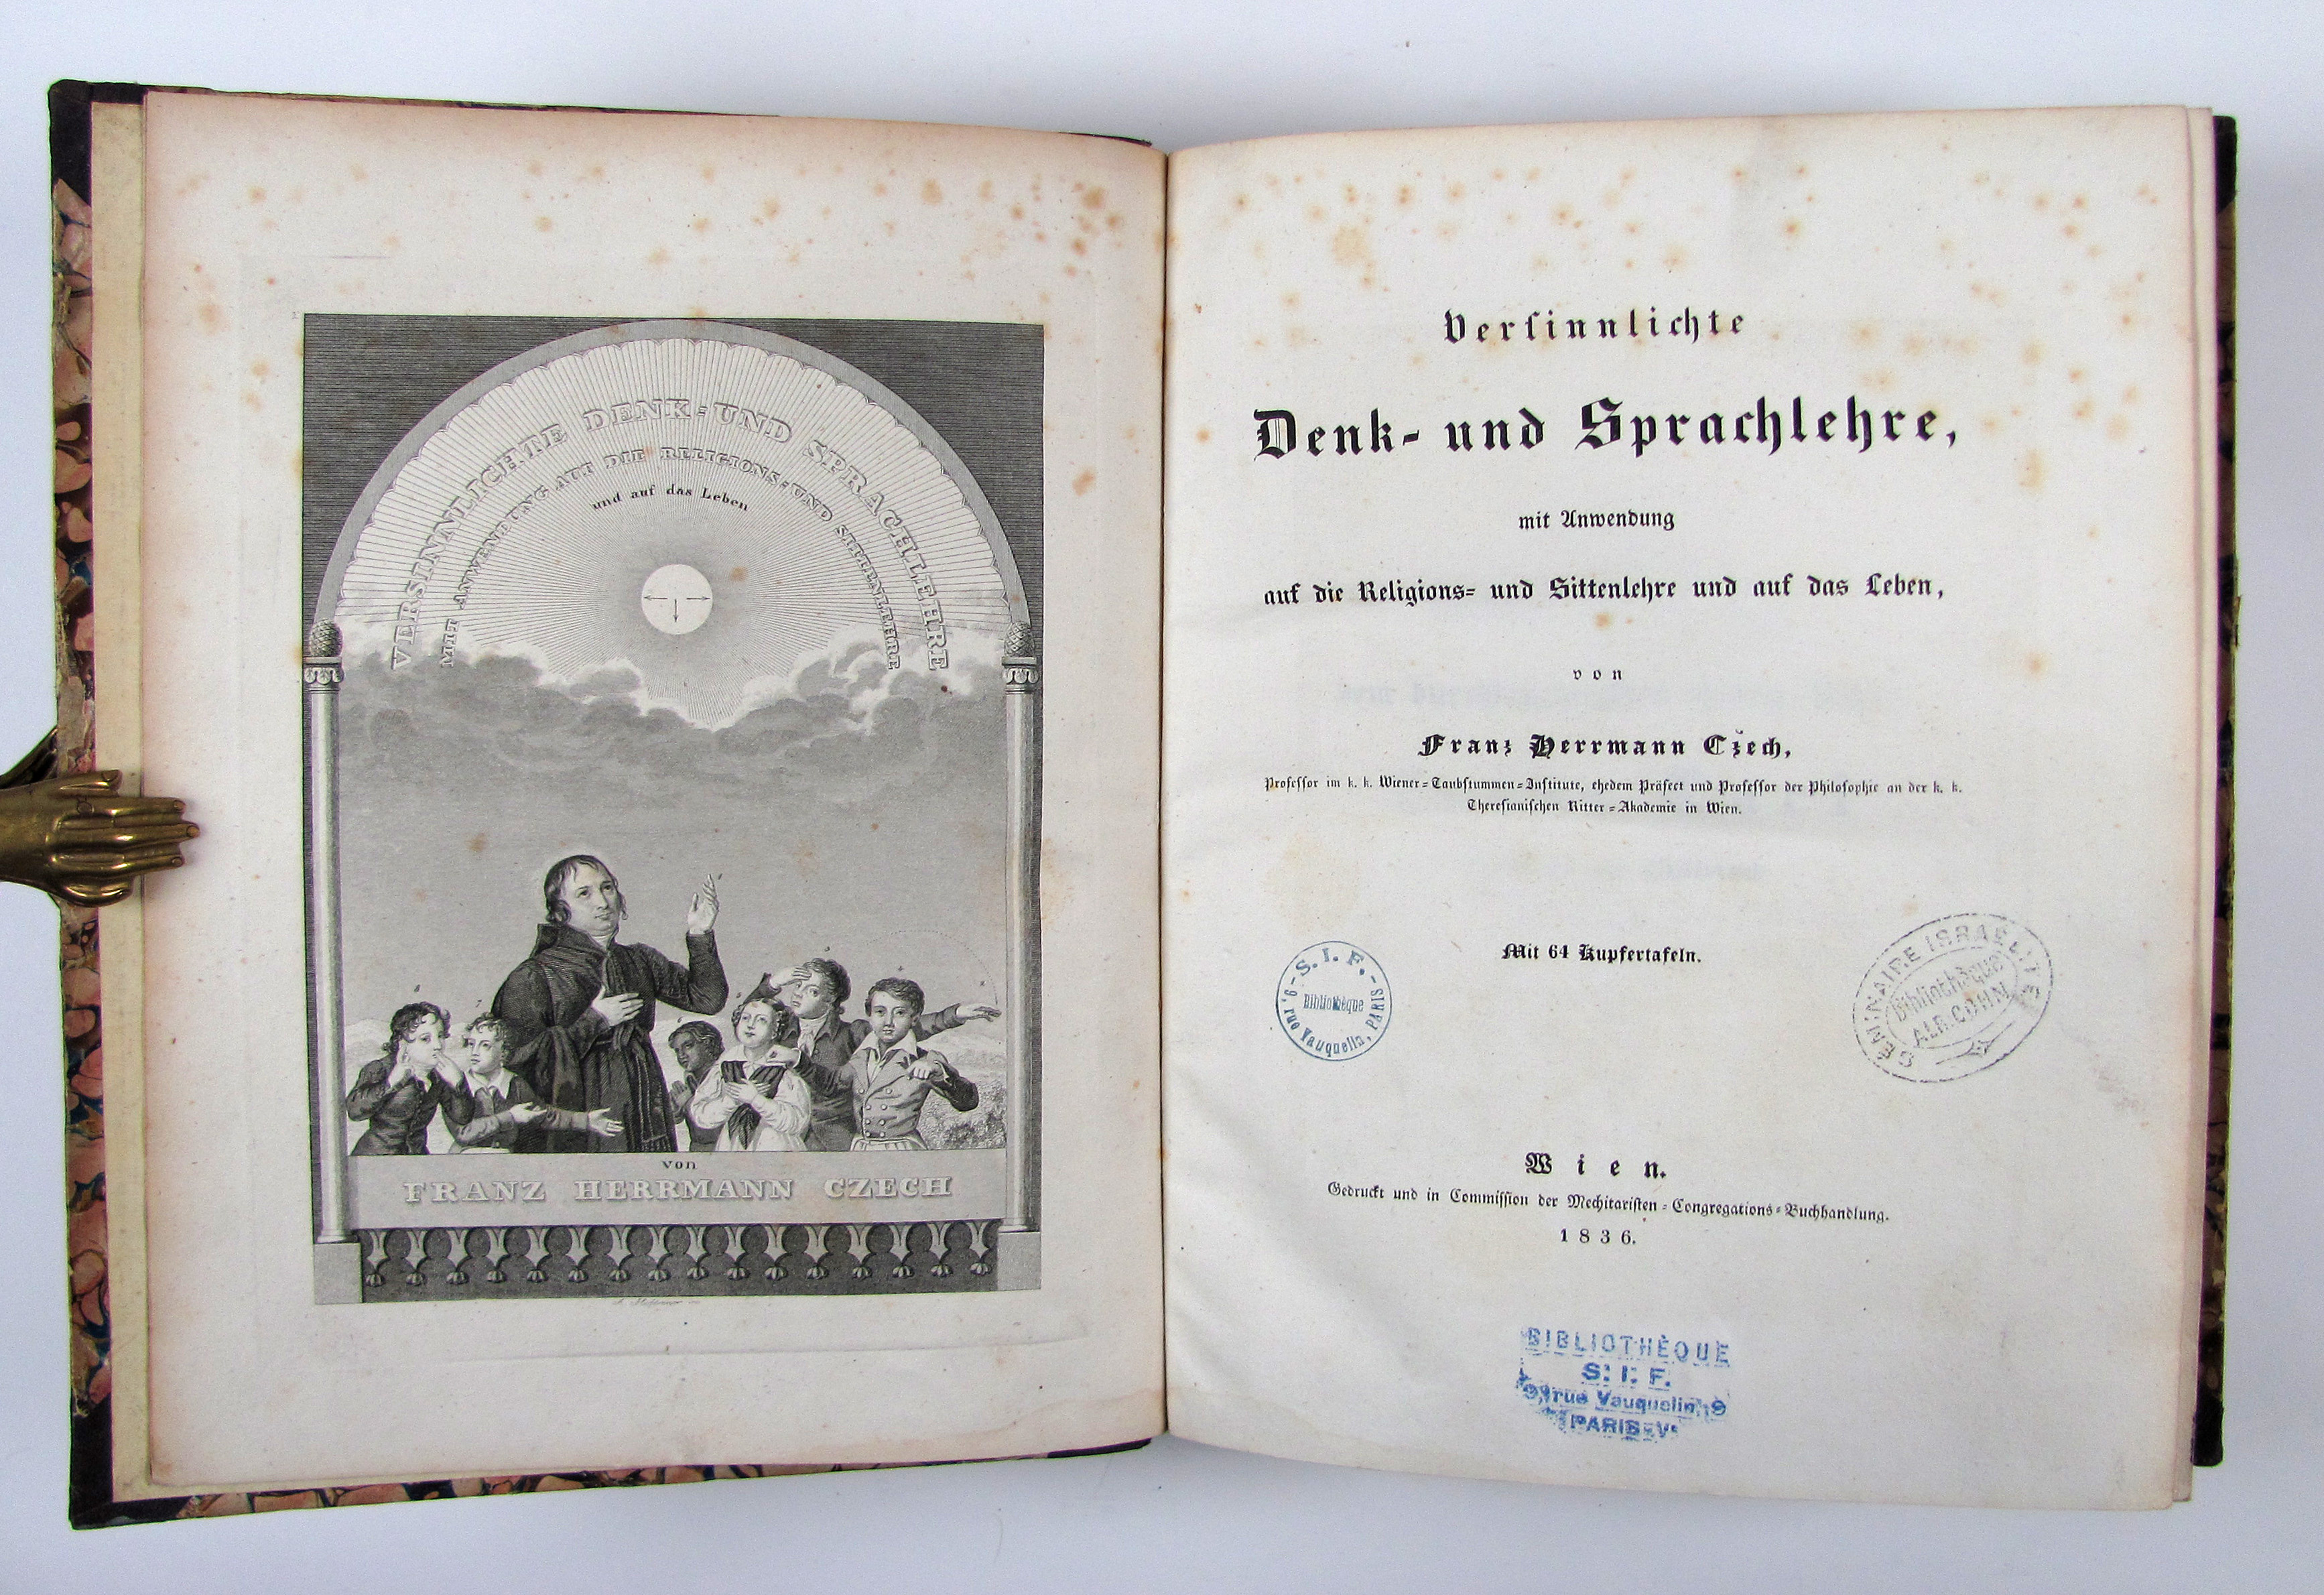 VERSINNLICHTE DENK- UND SPRACHLEHRE
MIT ANWENDUNG AUF DIE RELIGIONS- UND SITTENLEHRE
und auf das Leben
von
FRANZ HERRMANN CZECH
Versinnlichte
Denk- und Sprachlehre,
mit Anwendung
auf die Religions- und Sittenlehre und auf das Leben,
von
Franz Herrmann Cžech,
Professor im k. k. Wiener-Taubstummen-Institute, ehedem Präfect und Professor der Philosophie an der k. k.
Theresianischen Ritter-Akademie in Wien.
Mit 64 Kupfertafeln.
S. I. F.
Bibliothèque
9, rue Vauquelin, PARIS
SEMINAIRE ISRAELITE
Bibliothèque
ALB. COHN
Wien.
Gedruckt und in Commission der Mechitaristen-Congregations-Buchhandlung.
1836.
BIBLIOTHÈQUE
S. I. F.
9, rue Vauquelin, 9
PARIS-Vᵉ